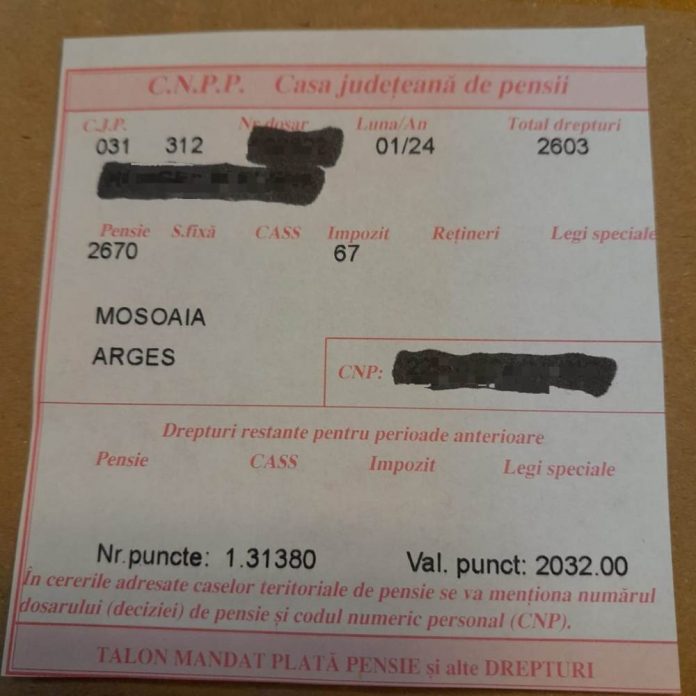 C.N.P.P. Casa județeană de pensii
C.J.P. Nr.dosar Luna/An Total drepturi
031 312 01/24 2603
Pensie S.fixă CASS Impozit Rețineri Legi speciale
2670 67
MOSOAIA
ARGES
CNP:
Drepturi restante pentru perioade anterioare
Pensie CASS Impozit Legi speciale
Nr.puncte: 1.31380 Val. punct: 2032.00
În cererile adresate caselor teritoriale de pensie se va menționa numărul
dosarului (deciziei) de pensie și codul numeric personal (CNP).
TALON MANDAT PLATĂ PENSIE și alte DREPTURI